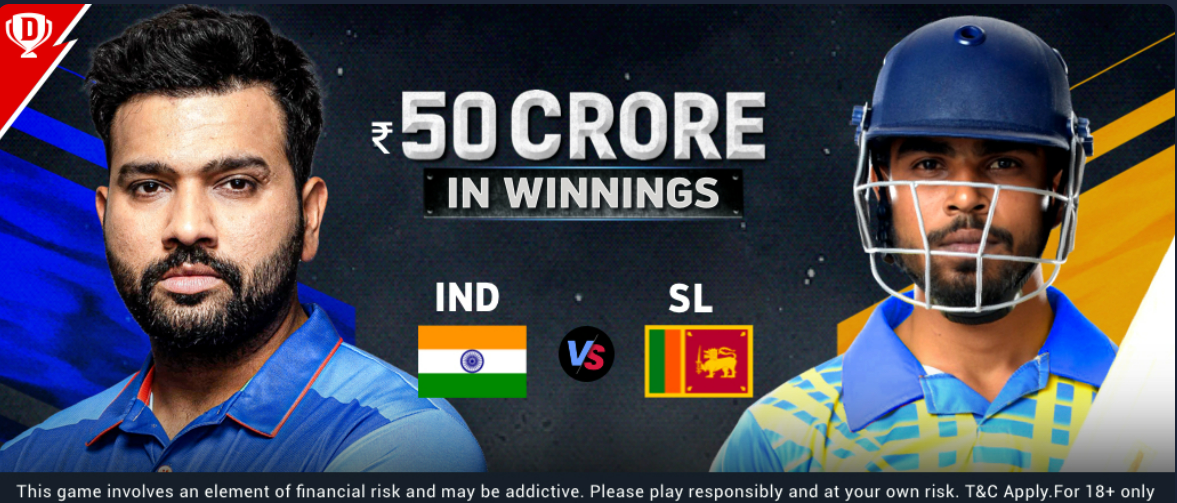 D
₹50 CRORE
IN WINNINGS
IND
SL
VS
This game involves an element of financial risk and may be addictive. Please play responsibly and at your own risk. T&C Apply.For 18+ only